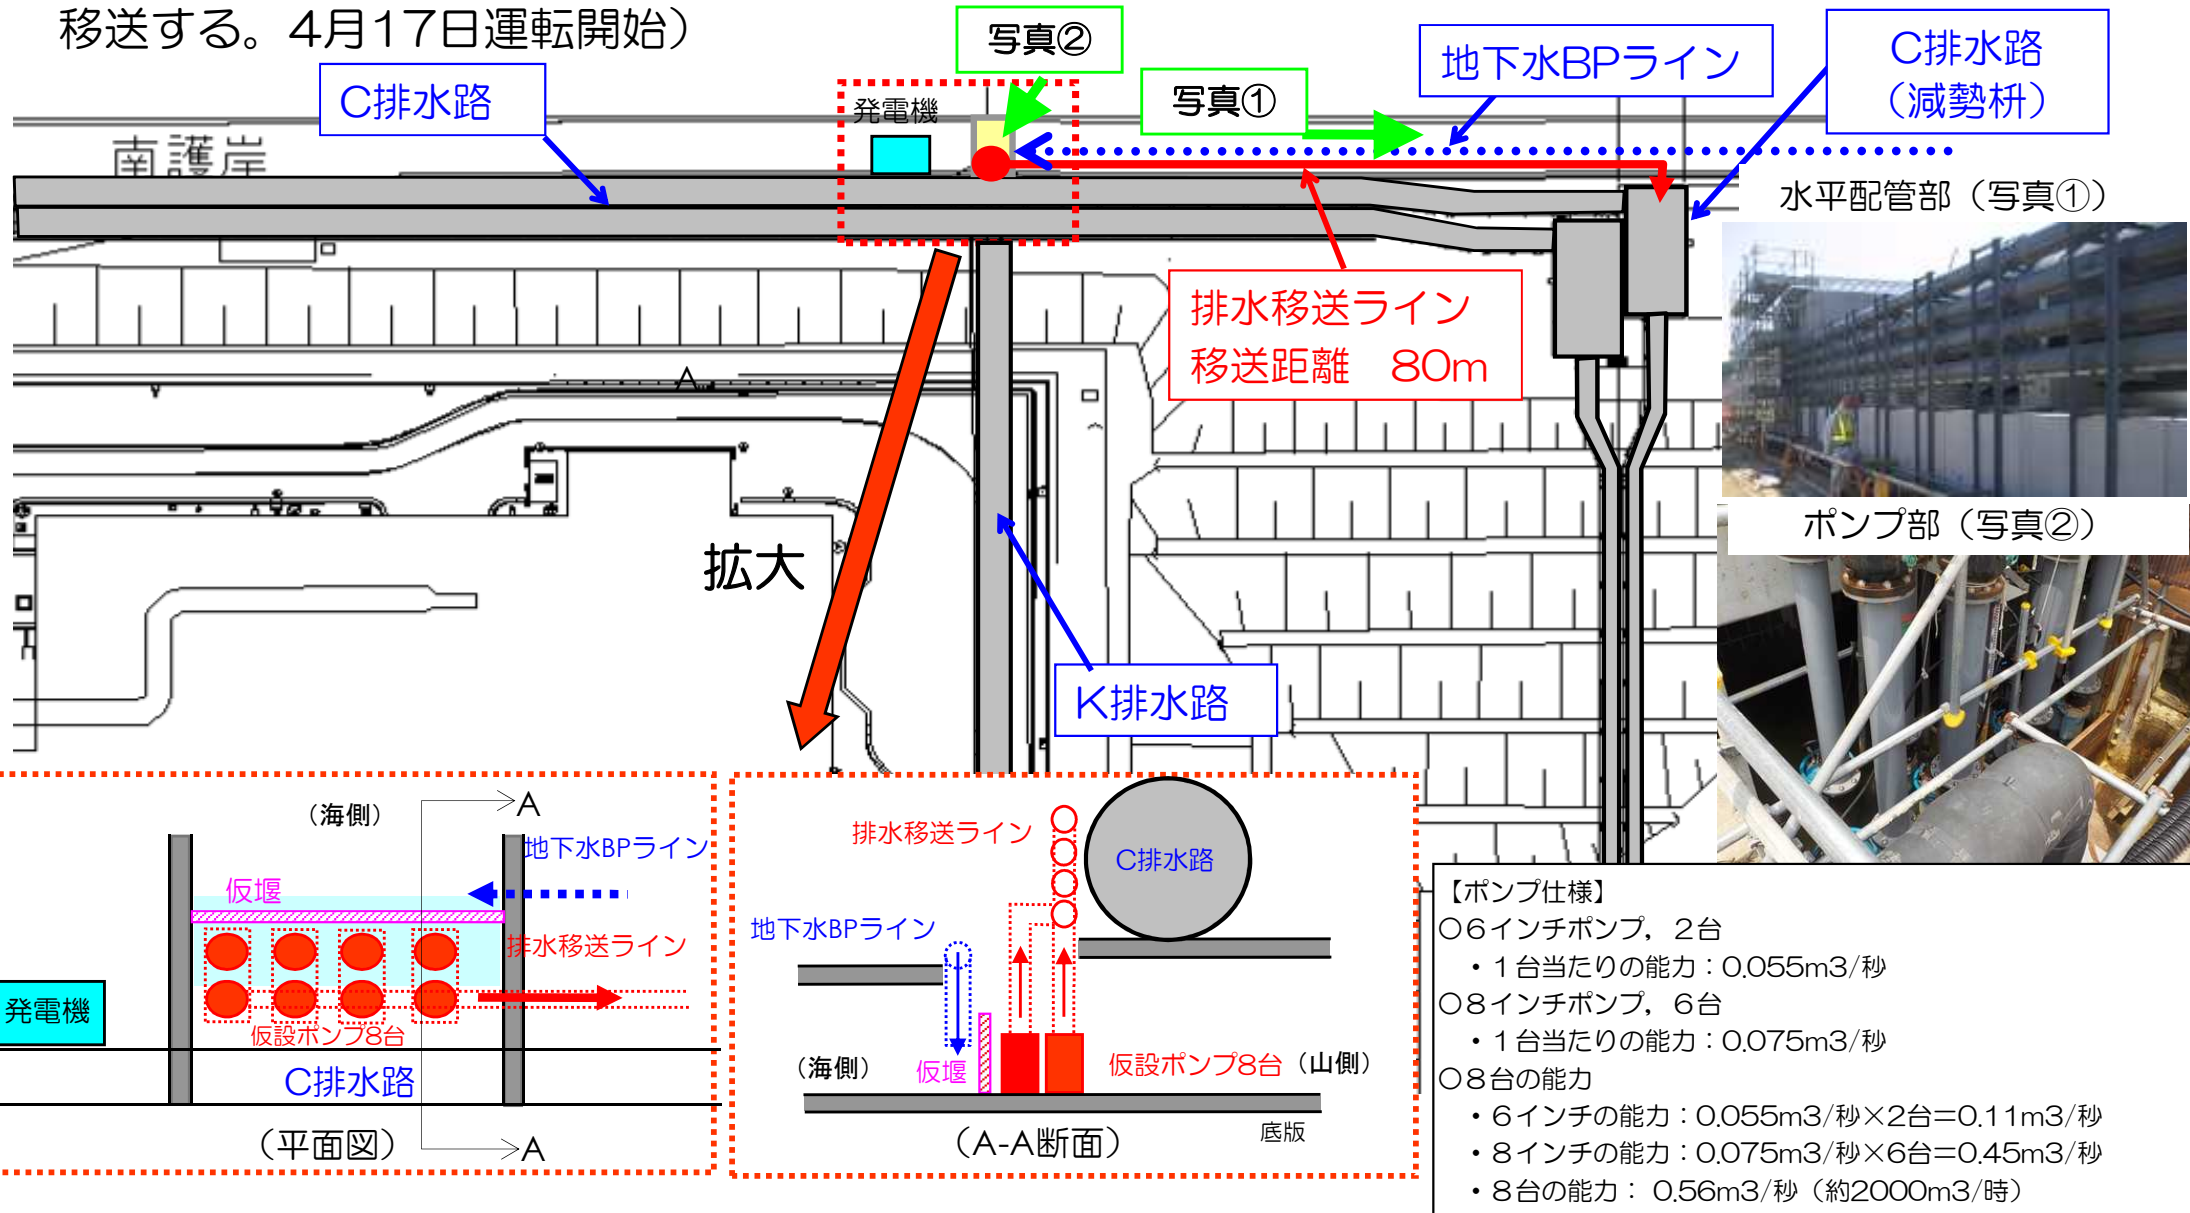 移送する。4月17日運転開始）
写真②
C排水路
地下水BPライン
C排水路
（減勢枡）
写真①
発電機
南護岸
水平配管部（写真①）
排水移送ライン
移送距離　80m
A
拡大
ポンプ部（写真②）
K排水路
（海側）
A
地下水BPライン
仮堰
排水移送ライン
発電機
仮設ポンプ8台
C排水路
（平面図）
A
排水移送ライン
C排水路
地下水BPライン
（海側）
仮堰
仮設ポンプ8台
（山側）
（A-A断面）
底版
【ポンプ仕様】
○6インチポンプ，2台
・1台当たりの能力：0.055m3/秒
○8インチポンプ，6台
・1台当たりの能力：0.075m3/秒
○8台の能力
・6インチの能力：0.055m3/秒×2台＝0.11m3/秒
・8インチの能力：0.075m3/秒×6台＝0.45m3/秒
・8台の能力： 0.56m3/秒（約2000m3/時）